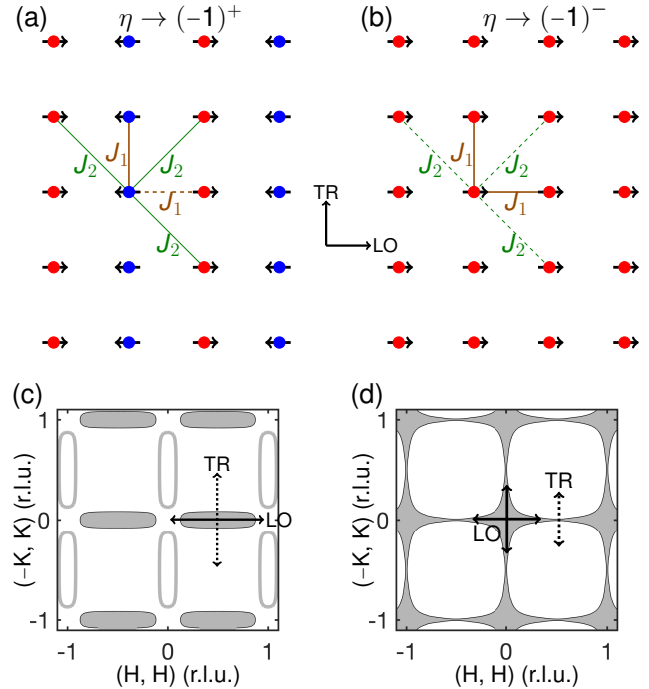 (a) η → (-1)⁺
(b) η → (-1)⁻
J₂ J₁ J₂
J₁
J₂
TR
LO
J₂ J₁ J₂
J₁
J₂
(c)
(d)
1
0
-1
(−K, K) (r.l.u.)
TR
LO
-1 0 1
(H, H) (r.l.u.)
1
0
-1
(−K, K) (r.l.u.)
TR
LO
-1 0 1
(H, H) (r.l.u.)